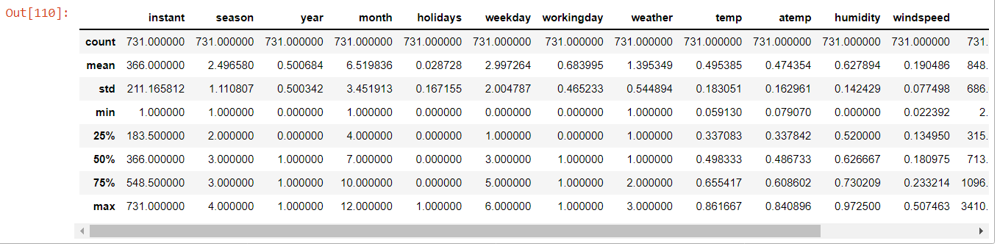 Out[110]:
instant season year month holidays weekday workingday weather temp atemp humidity windspeed
count 731.000000 731.000000 731.000000 731.000000 731.000000 731.000000 731.000000 731.000000 731.000000 731.000000 731.000000 731.000000 731.
mean 366.000000 2.496580 0.500684 6.519836 0.028728 2.997264 0.683995 1.395349 0.495385 0.474354 0.627894 0.190486 848.
std 211.165812 1.110807 0.500342 3.451913 0.167155 2.004787 0.465233 0.544894 0.183051 0.162961 0.142429 0.077498 686.
min 1.000000 1.000000 0.000000 1.000000 0.000000 0.000000 0.000000 1.000000 0.059130 0.079070 0.000000 0.022392 2.
25% 183.500000 2.000000 0.000000 4.000000 0.000000 1.000000 0.000000 1.000000 0.337083 0.337842 0.520000 0.134950 315.
50% 366.000000 3.000000 1.000000 7.000000 0.000000 3.000000 1.000000 1.000000 0.498333 0.486733 0.626667 0.180975 713.
75% 548.500000 3.000000 1.000000 10.000000 0.000000 5.000000 1.000000 2.000000 0.655417 0.608602 0.730209 0.233214 1096.
max 731.000000 4.000000 1.000000 12.000000 1.000000 6.000000 1.000000 3.000000 0.861667 0.840896 0.972500 0.507463 3410.